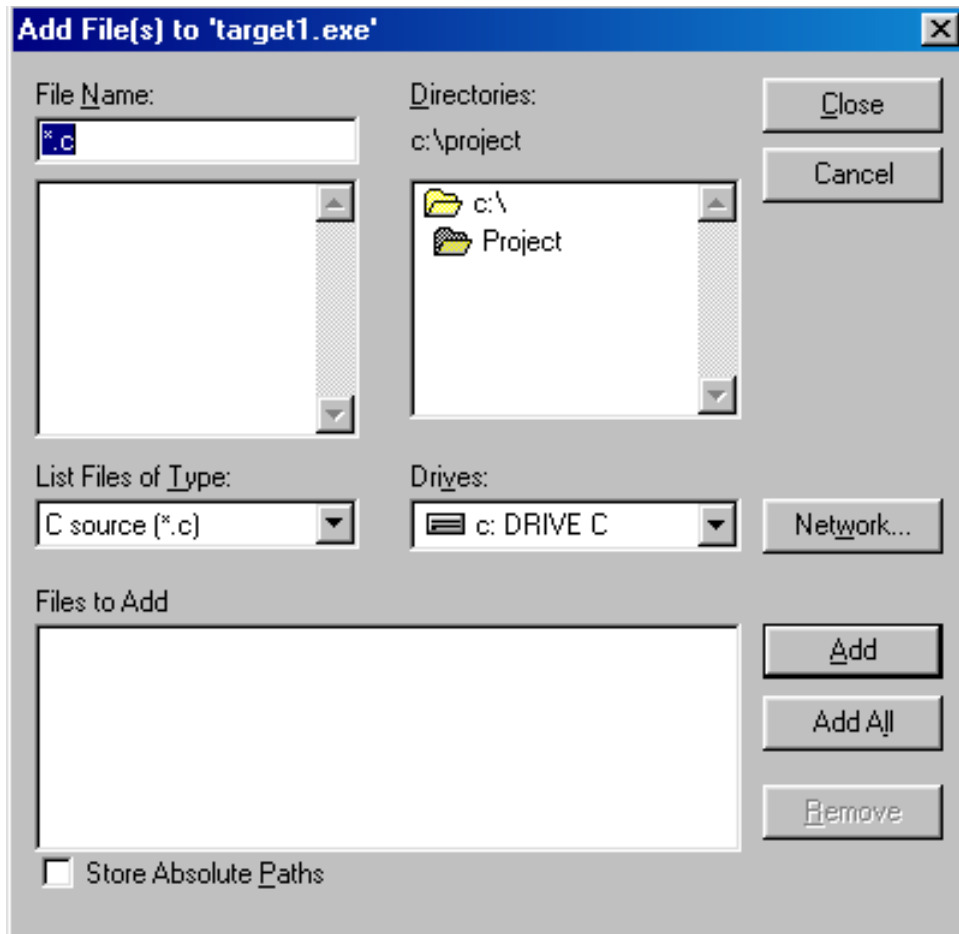 Add File(s) to 'target1.exe'
File Name:
*.c
Directories:
c:\project
c:\
Project
Close
Cancel
List Files of Type:
C source (*.c)
Drives:
c: DRIVE C
Network...
Files to Add
Add
Add All
Remove
Store Absolute Paths